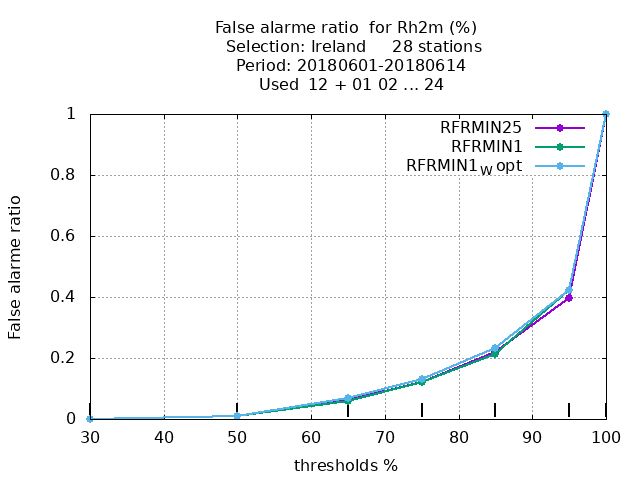 False alarme ratio  for Rh2m (%)
Selection: Ireland     28 stations
Period: 20180601-20180614
Used  12 + 01 02 ... 24
RFRMIN25
RFRMIN1
RFRMIN1W opt
1
0.8
0.6
0.4
0.2
0
False alarme ratio
30 40 50 60 70 80 90 100
thresholds %